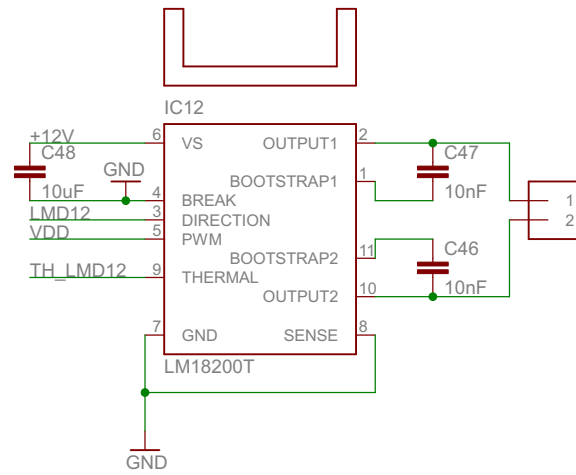 IC12
+12V 6 VS OUTPUT1 2
C48 C47
GND BOOTSTRAP1 1
10uF 4 BREAK 10nF
LMD12 3 DIRECTION 1
VDD 5 PWM 2
BOOTSTRAP2 11 C46
TH_LMD12 9 THERMAL
OUTPUT2 10 10nF
7 GND SENSE 8
LM18200T
GND